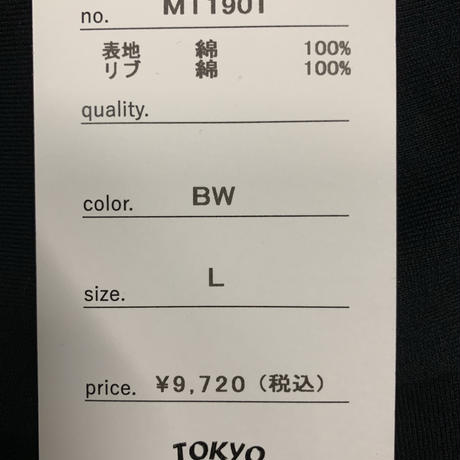 no. MT1901
表地 綿 100%
リブ 綿 100%
quality.
color. BW
size. L
price. ¥9,720(税込)
TOKYO